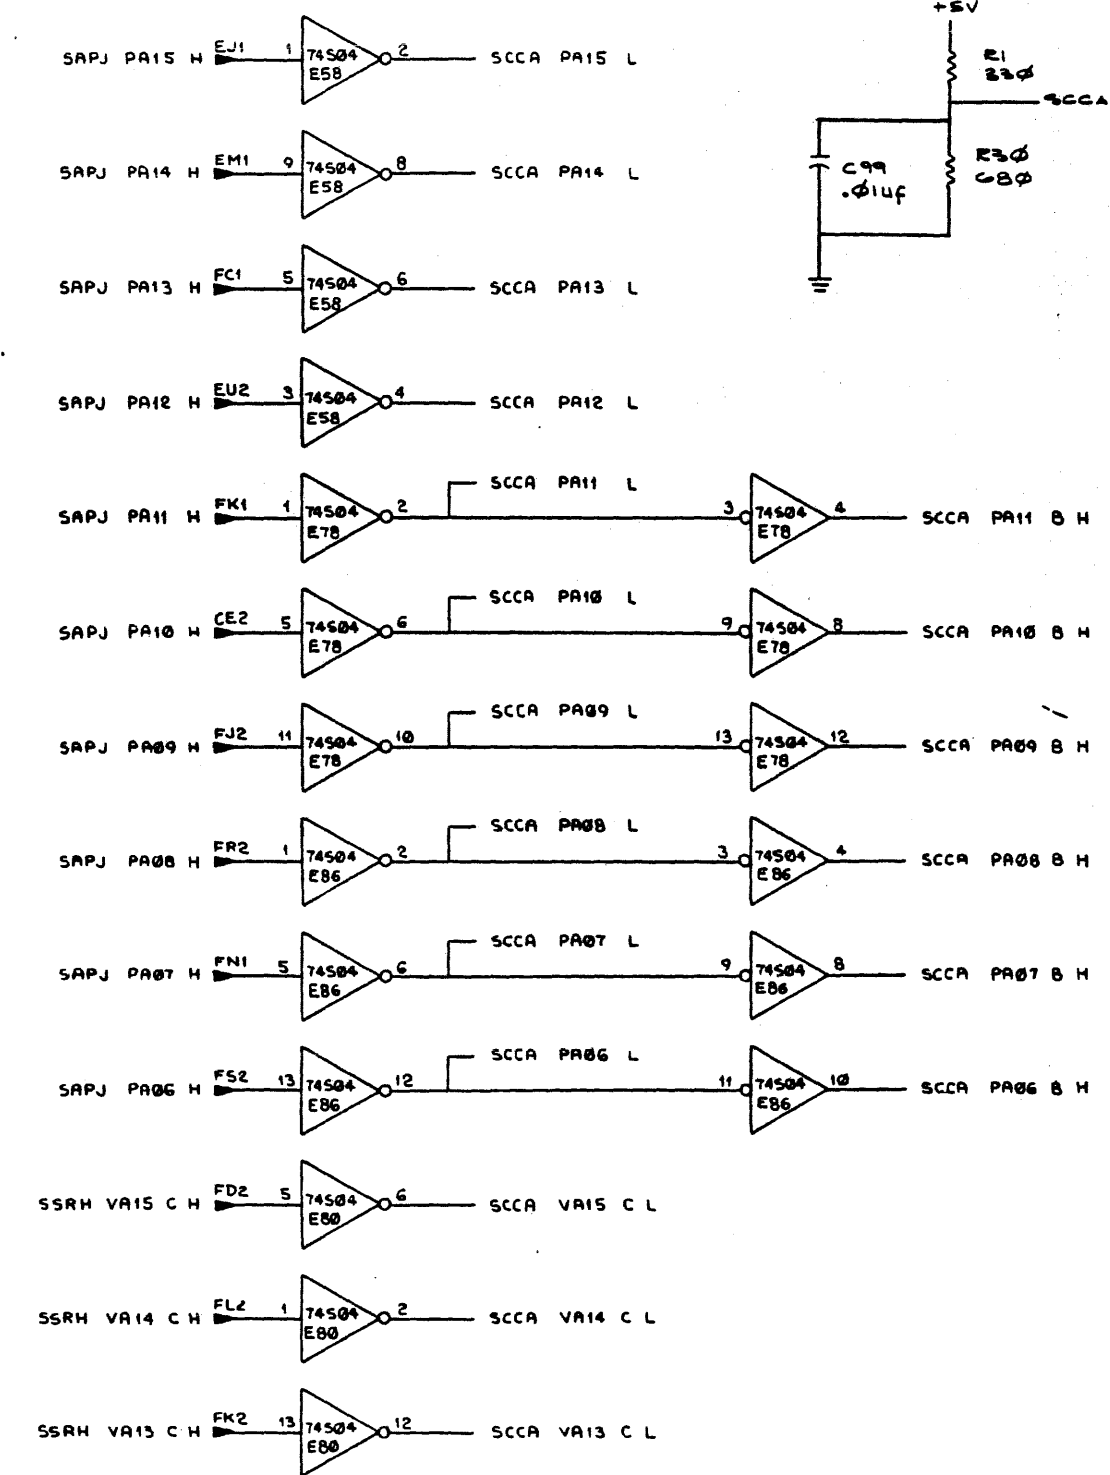 +5V
R1
330
SCCA
C99
.01uf
R30
680
SAPJ PA15 H EJ1 1 74S04 E58 2 SCCA PA15 L
SAPJ PA14 H EM1 9 74S04 E58 8 SCCA PA14 L
SAPJ PA13 H FC1 5 74S04 E58 6 SCCA PA13 L
SAPJ PA12 H EU2 3 74S04 E58 4 SCCA PA12 L
SCCA PA11 L
SAPJ PA11 H FK1 1 74S04 E78 2 3 74S04 E78 4 SCCA PA11 B H
SCCA PA10 L
SAPJ PA10 H CE2 5 74S04 E78 6 9 74S04 E78 8 SCCA PA10 B H
SCCA PA09 L
SAPJ PA09 H FJ2 11 74S04 E78 10 13 74S04 E78 12 SCCA PA09 B H
SCCA PA08 L
SAPJ PA08 H FR2 1 74S04 E86 2 3 74S04 E86 4 SCCA PA08 B H
SCCA PA07 L
SAPJ PA07 H FN1 5 74S04 E86 6 9 74S04 E86 8 SCCA PA07 B H
SCCA PA06 L
SAPJ PA06 H FS2 13 74S04 E86 12 11 74S04 E86 10 SCCA PA06 B H
SSRH VA15 C H FD2 5 74S04 E80 6 SCCA VA15 C L
SSRH VA14 C H FL2 1 74S04 E80 2 SCCA VA14 C L
SSRH VA13 C H FK2 13 74S04 E80 12 SCCA VA13 C L